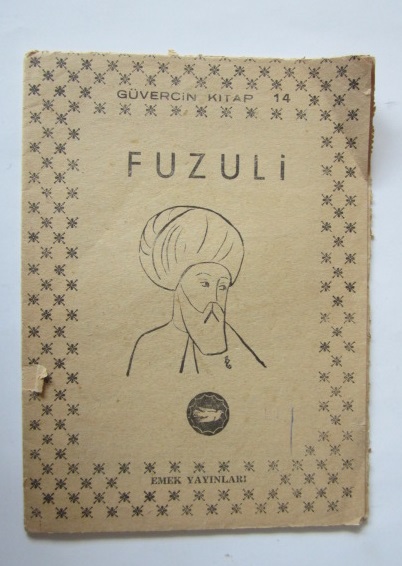 GÜVERCİN KİTAP 14
FUZULİ
EMEK YAYINLARI